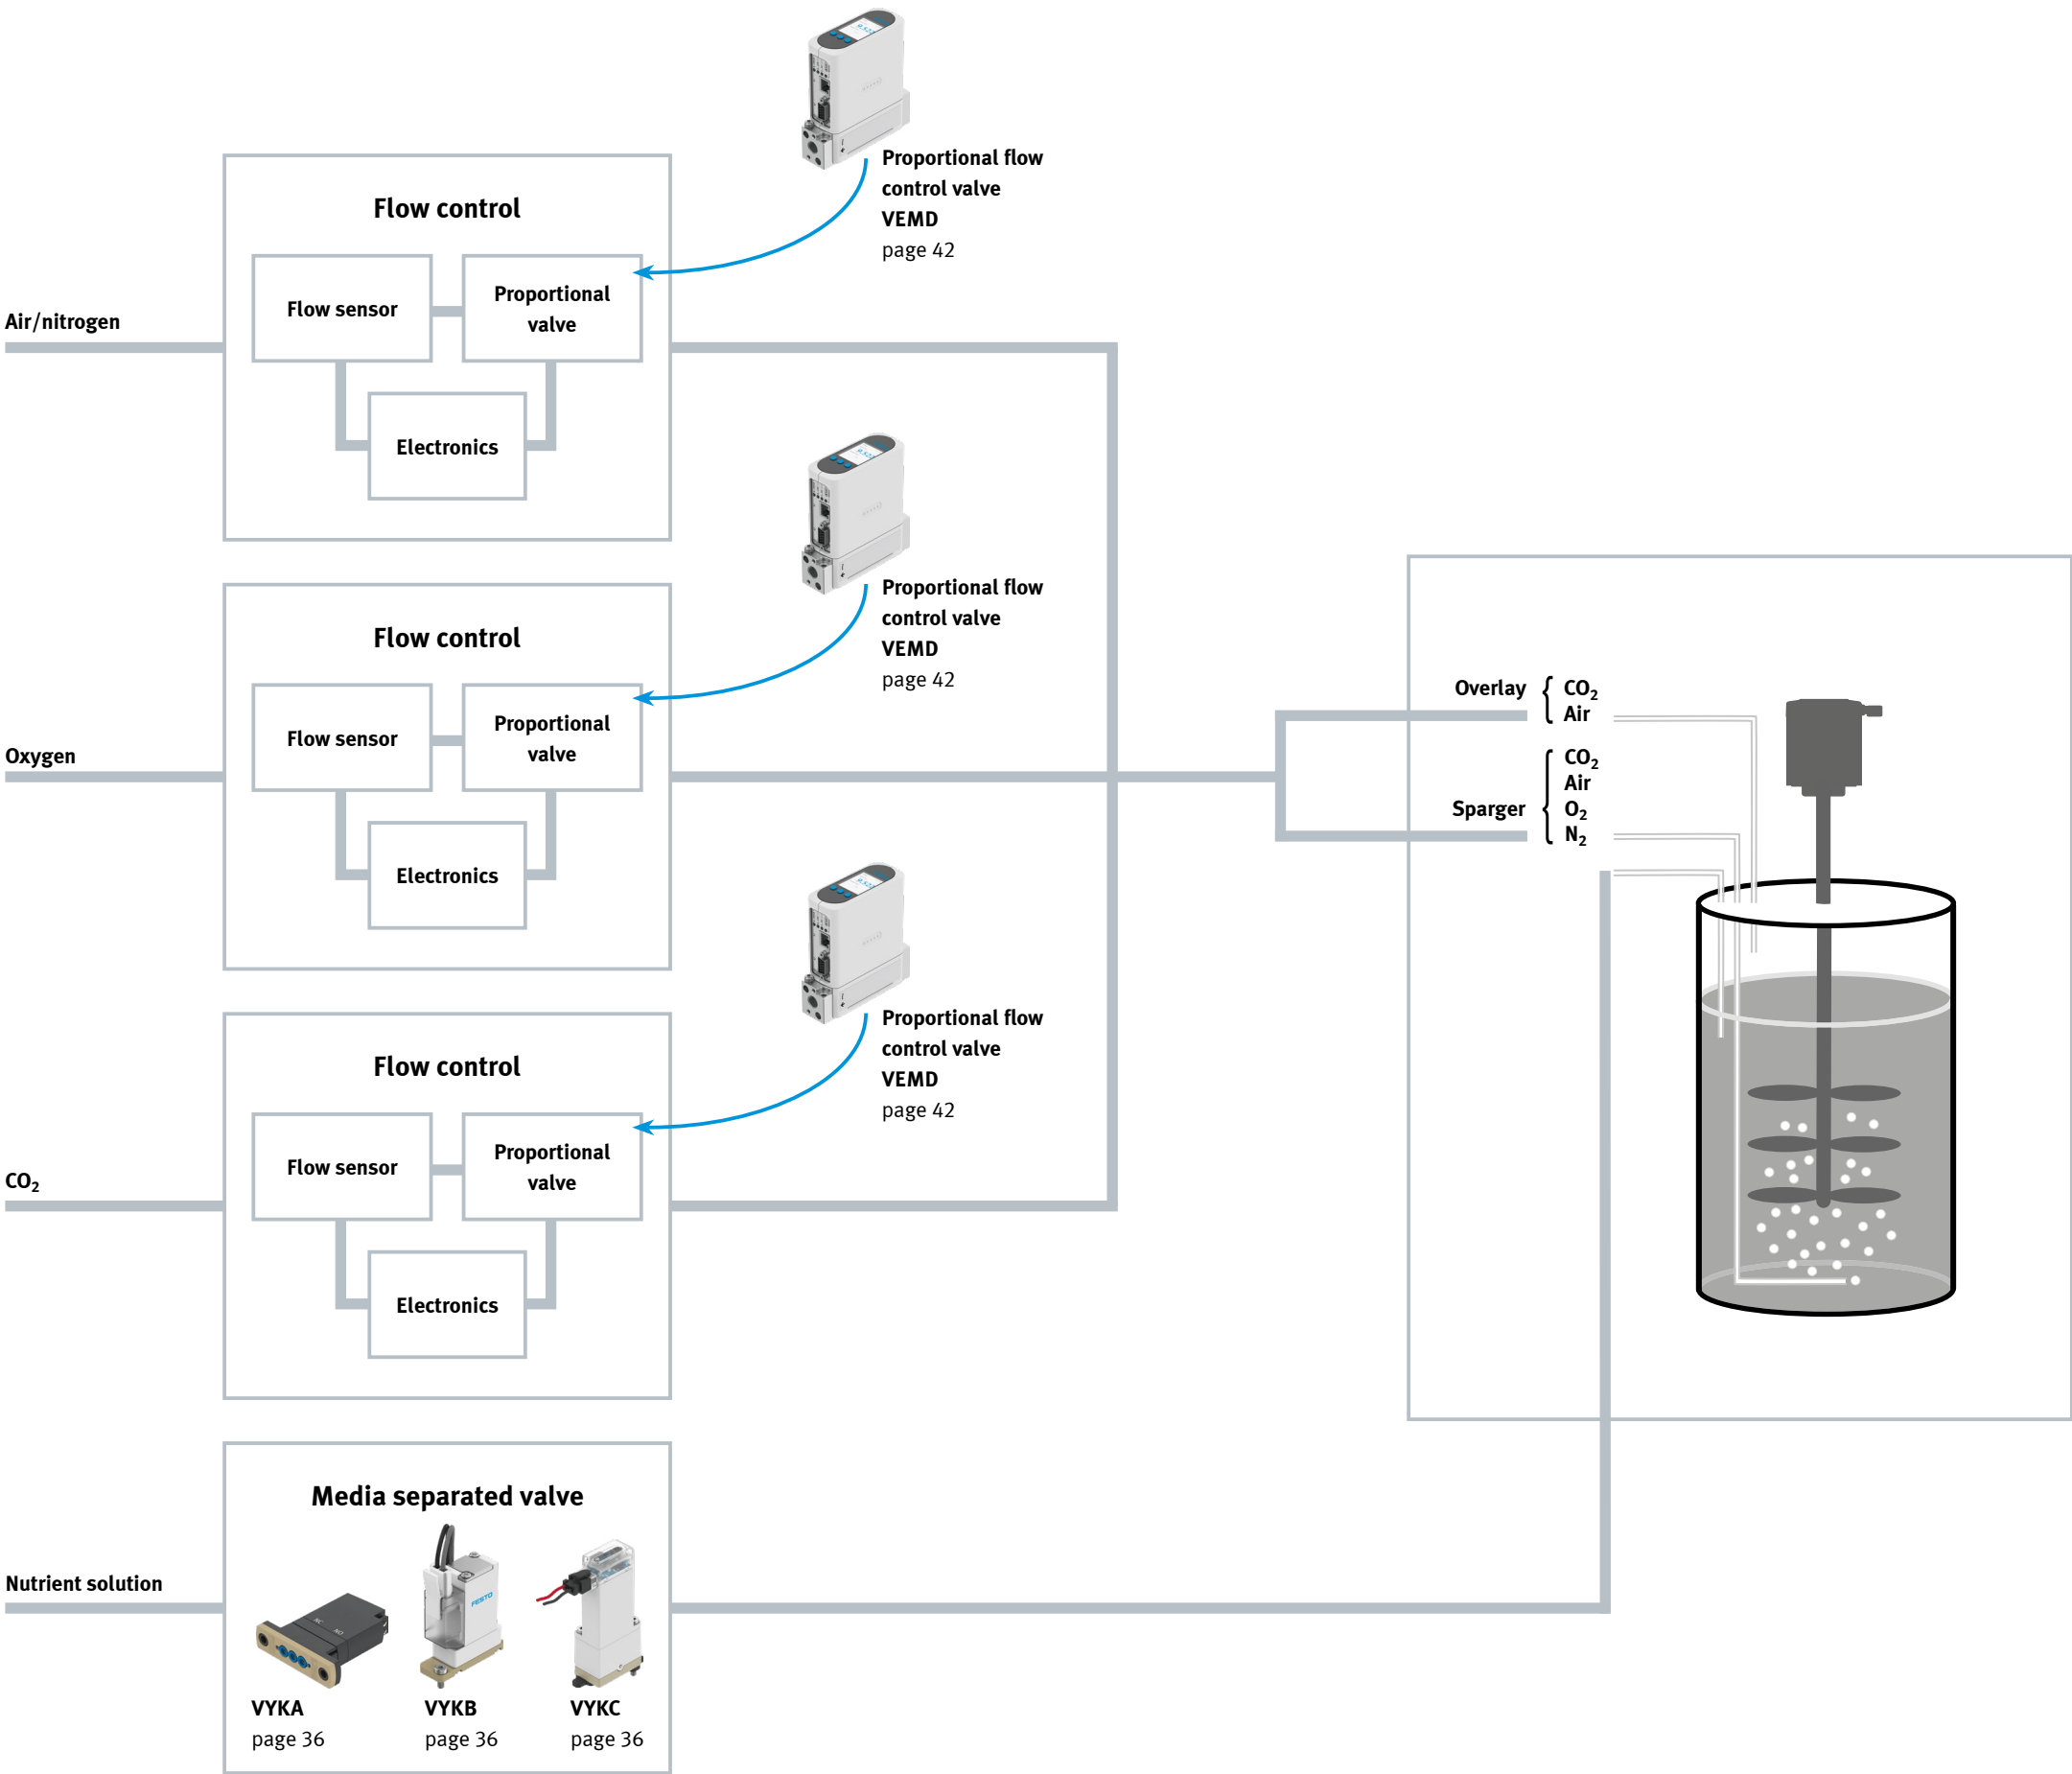 Proportional flow
control valve
VEMD
page 42
Flow control
Flow sensor
Proportional
valve
Electronics
Air/nitrogen
Proportional flow
control valve
VEMD
page 42
Flow control
Flow sensor
Proportional
valve
Electronics
Oxygen
Proportional flow
control valve
VEMD
page 42
Flow control
Flow sensor
Proportional
valve
Electronics
CO₂
Overlay { CO₂
Air
Sparger { CO₂
Air
O₂
N₂
Media separated valve
Nutrient solution
NC
NO
FESTO
VYKA
page 36
VYKB
page 36
VYKC
page 36